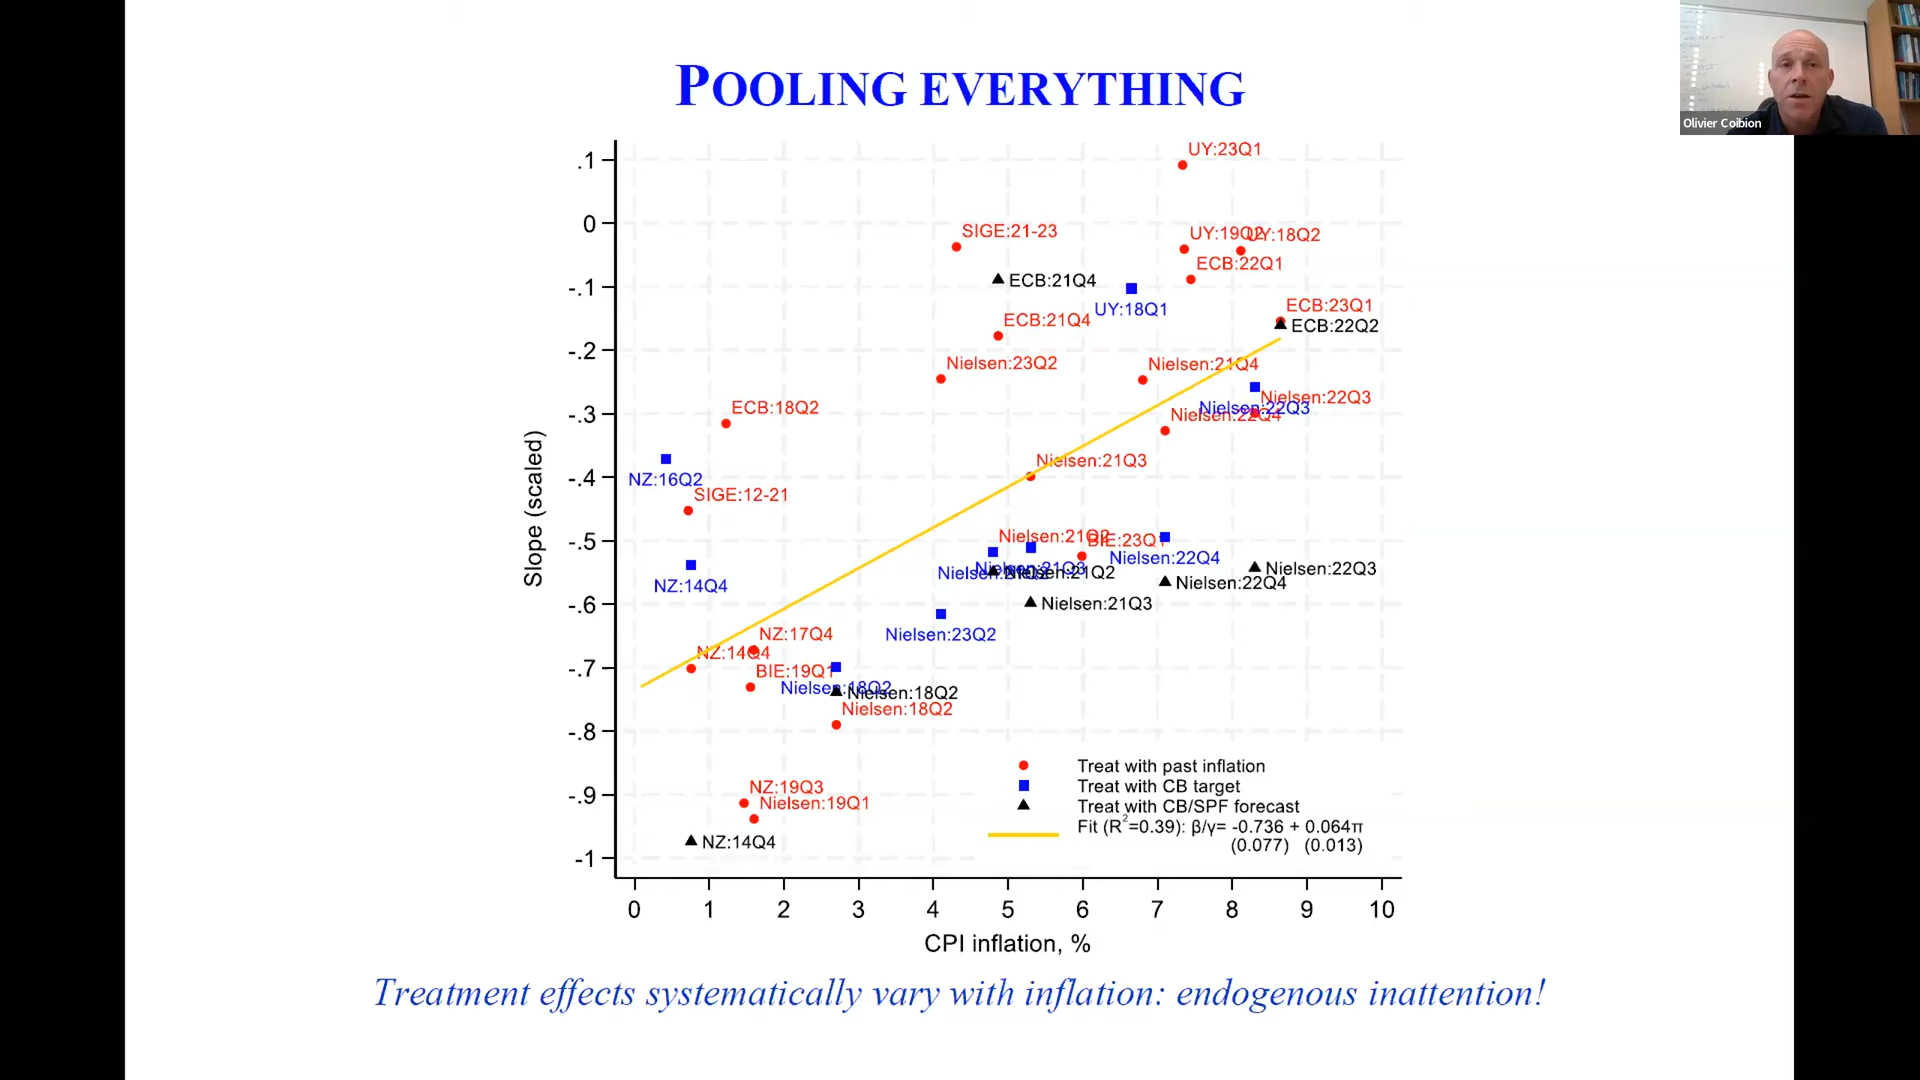 POOLING EVERYTHING
Olivier Coibion
Slope (scaled)
.1
0
-.1
-.2
-.3
-.4
-.5
-.6
-.7
-.8
-.9
-1
UY:23Q1
SIGE:21-23
UY:19Q2
UY:18Q2
ECB:22Q1
ECB:21Q4
UY:18Q1
ECB:23Q1
ECB:21Q4
ECB:22Q2
Nielsen:23Q2
Nielsen:21Q4
ECB:18Q2
Nielsen:22Q3
Nielsen:22Q3
Nielsen:22Q4
Nielsen:21Q3
NZ:16Q2
SIGE:12-21
Nielsen:21Q2
BIE:23Q1
Nielsen:22Q4
Nielsen:21Q3
Nielsen:21Q2
Nielsen:21Q2
Nielsen:22Q3
Nielsen:22Q4
NZ:14Q4
Nielsen:21Q3
Nielsen:23Q2
NZ:17Q4
NZ:14Q4
BIE:19Q1
Nielsen:18Q2
Nielsen:18Q2
Nielsen:18Q2
NZ:19Q3
Nielsen:19Q1
NZ:14Q4
Treat with past inflation
Treat with CB target
Treat with CB/SPF forecast
Fit (R²=0.39): β/γ= -0.736 + 0.064π
(0.077) (0.013)
0 1 2 3 4 5 6 7 8 9 10
CPI inflation, %
Treatment effects systematically vary with inflation: endogenous inattention!